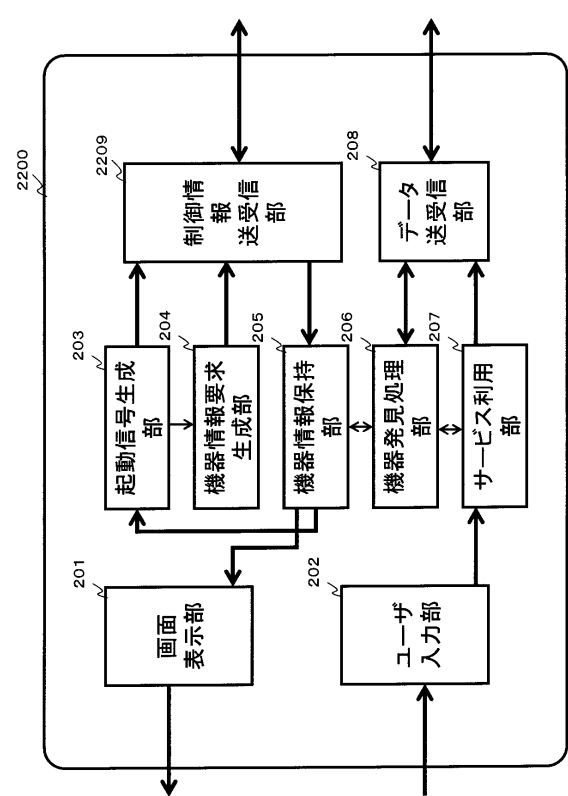 2200
201
画面
表示部
202
ユーザ
入力部
203
起動信号生成
部
204
機器情報要求
生成部
205
機器情報保持
部
206
機器発見処理
部
207
サービス利用
部
2209
制御情
報
送受信
部
208
データ
送受信
部